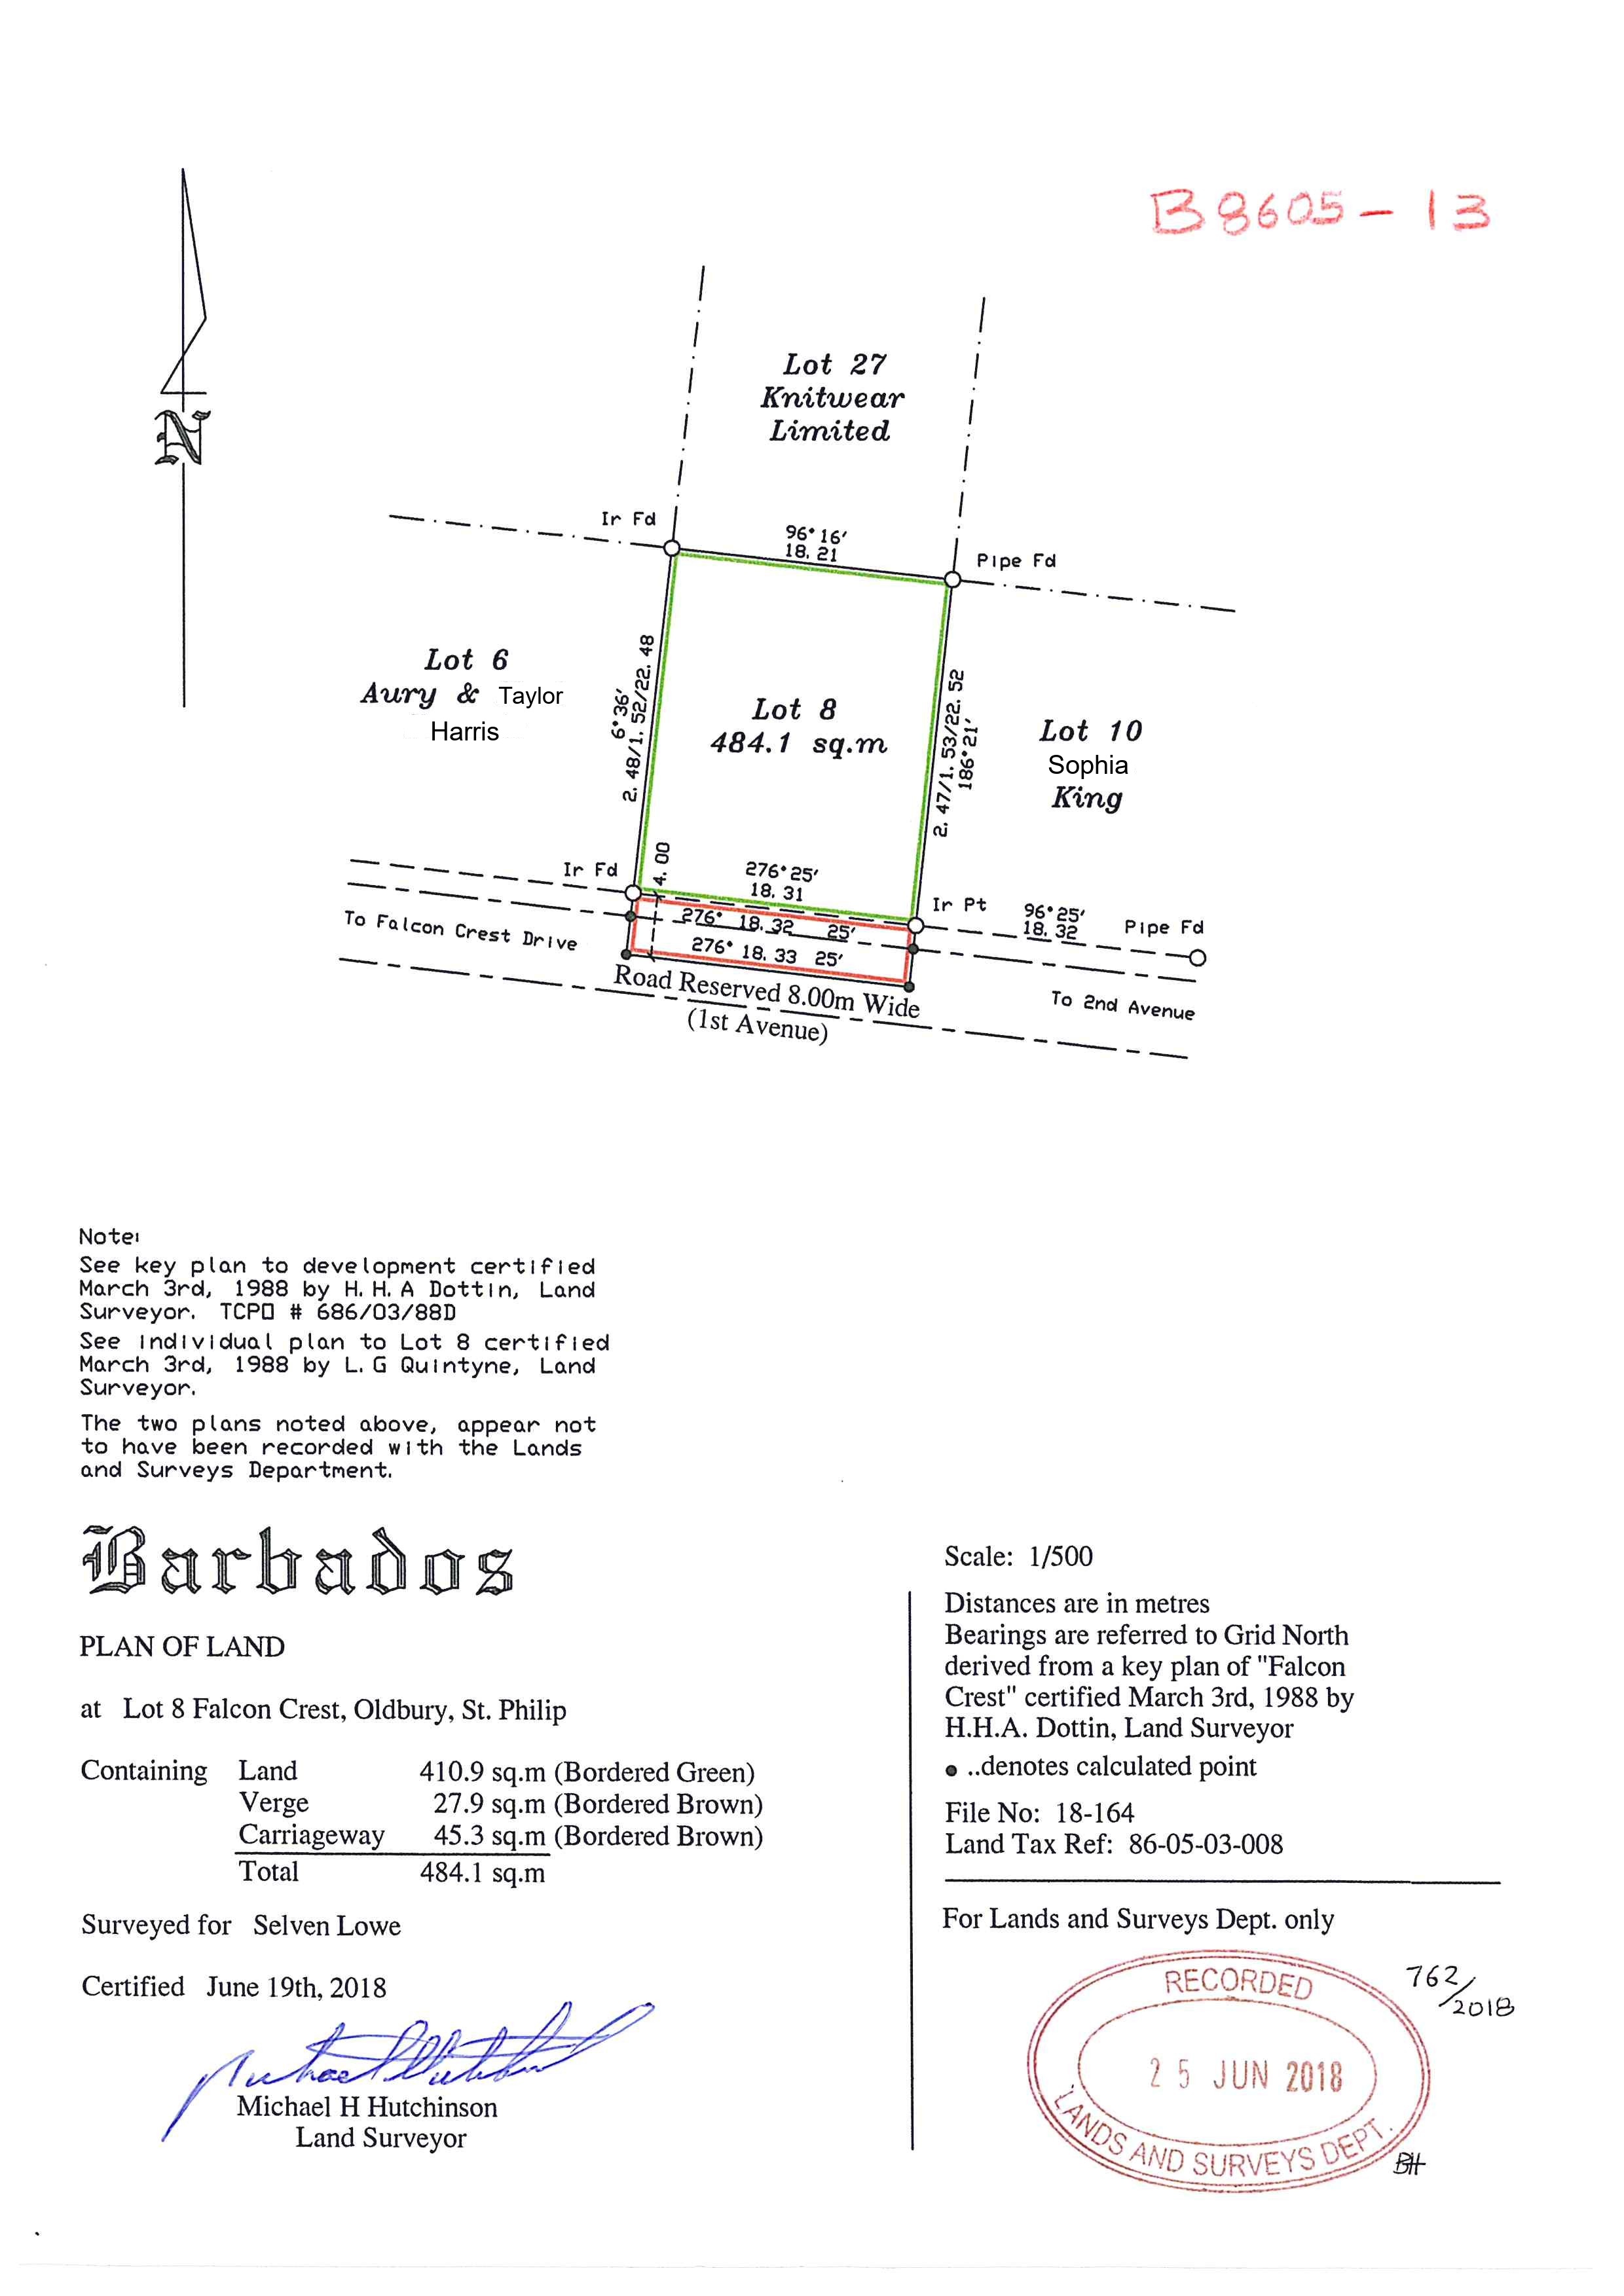 B8605-13
N
Lot 27
Knitwear
Limited
Ir Fd
96°16'
18.21
Pipe Fd
Lot 6
Aury & Taylor
Harris
6°36'
2.48/1.52/22.48
Lot 8
484.1 sq.m
2.47/1.53/22.52
186°21'
Lot 10
Sophia
King
Ir Fd
4.00
276°25'
18.31
Ir Pt
96°25'
18.32
Pipe Fd
276° 18.32 25'
276° 18.33 25'
To Falcon Crest Drive
Road Reserved 8.00m Wide
(1st Avenue)
To 2nd Avenue
Note:
See key plan to development certified
March 3rd, 1988 by H.H.A Dottin, Land
Surveyor. TCPO # 686/03/88D
See individual plan to Lot 8 certified
March 3rd, 1988 by L.G Quintyne, Land
Surveyor.
The two plans noted above, appear not
to have been recorded with the Lands
and Surveys Department.
Barbados
PLAN OF LAND
at Lot 8 Falcon Crest, Oldbury, St. Philip
Containing Land 410.9 sq.m (Bordered Green)
Verge 27.9 sq.m (Bordered Brown)
Carriageway 45.3 sq.m (Bordered Brown)
Total 484.1 sq.m
Surveyed for Selven Lowe
Certified June 19th, 2018
Michael H Hutchinson
Land Surveyor
Scale: 1/500
Distances are in metres
Bearings are referred to Grid North
derived from a key plan of "Falcon
Crest" certified March 3rd, 1988 by
H.H.A. Dottin, Land Surveyor
..denotes calculated point
File No: 18-164
Land Tax Ref: 86-05-03-008
For Lands and Surveys Dept. only
RECORDED
25 JUN 2018
LANDS AND SURVEYS DEPT.
762/2018
BH